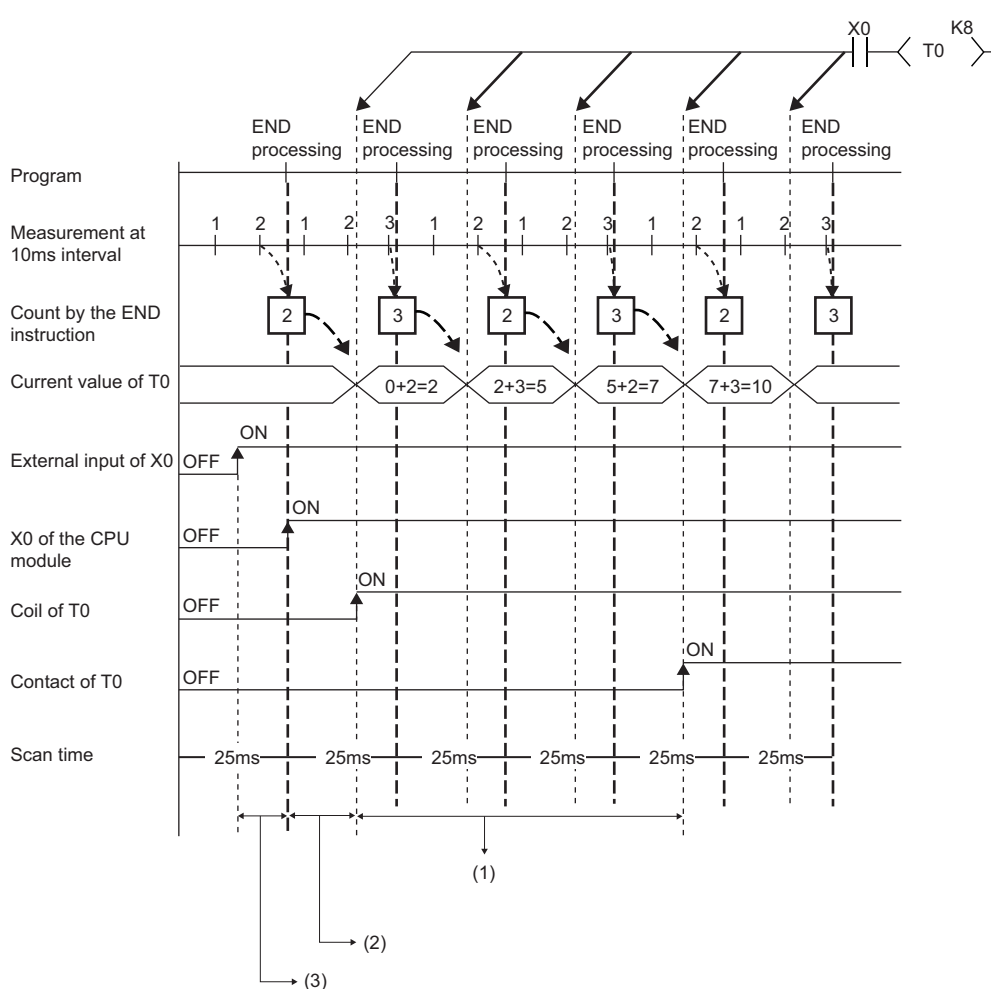 X0
K8
T0
END processing
END processing
END processing
END processing
END processing
END processing
Program
Measurement at
10ms interval
1 2 1 2 3 1 2 1 2 3 1 2 1 2 3
Count by the END
instruction
2 3 2 3 2 3
Current value of T0
0+2=2 2+3=5 5+2=7 7+3=10
ON
External input of X0 OFF
ON
X0 of the CPU
module
OFF
ON
Coil of T0 OFF
ON
Contact of T0 OFF
Scan time 25ms 25ms 25ms 25ms 25ms 25ms
(1)
(2)
(3)